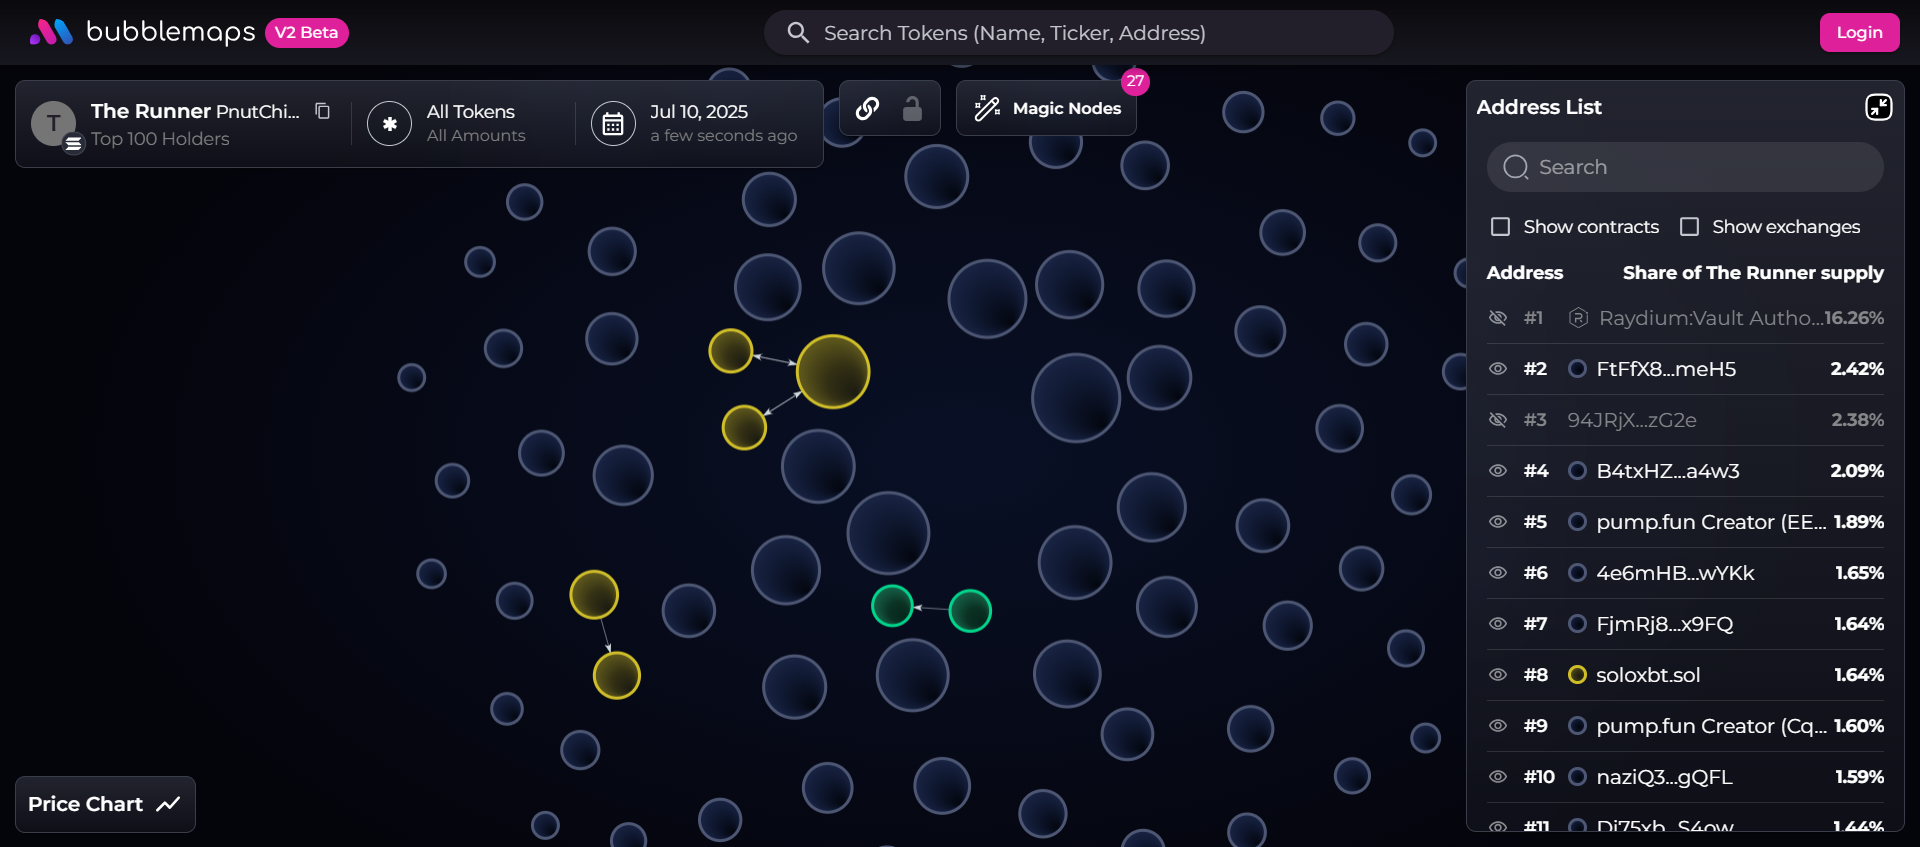 bubblemaps V2 Beta
Search Tokens (Name, Ticker, Address)
Login
T
The Runner PnutChi...
Top 100 Holders
All Tokens
All Amounts
Jul 10, 2025
a few seconds ago
Magic Nodes
27
Address List
Search
Show contracts
Show exchanges
Address Share of The Runner supply
#1 Raydium:Vault Autho... 16.26%
#2 FtFfX8...meH5 2.42%
#3 94JRjX...zG2e 2.38%
#4 B4txHZ...a4w3 2.09%
#5 pump.fun Creator (EE... 1.89%
#6 4e6mHB...wYKk 1.65%
#7 FjmRj8...x9FQ 1.64%
#8 soloxbt.sol 1.64%
#9 pump.fun Creator (Cq... 1.60%
#10 naziQ3...gQFL 1.59%
#11 1.44%
Price Chart